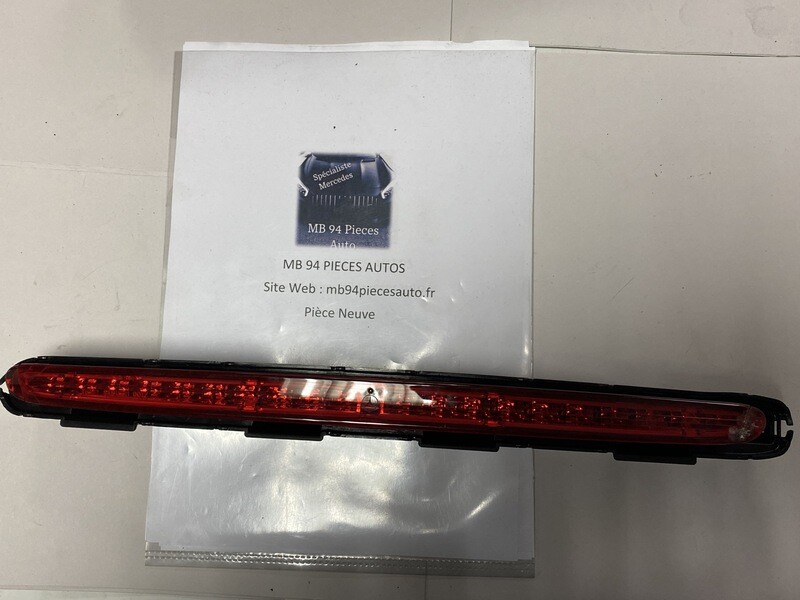 Spécialiste
Mercedes
MB 94 Pieces
Auto
MB 94 PIECES AUTOS
Site Web : mb94piecesauto.fr
Pièce Neuve